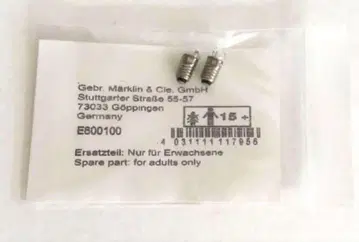 Gebr. Märklin & Cie. GmbH
Stuttgarter Straße 55-57
73033 Göppingen
Germany
E600100
15 +
4 031111 117956
Ersatzteil: Nur für Erwachsene
Spare part: for adults only